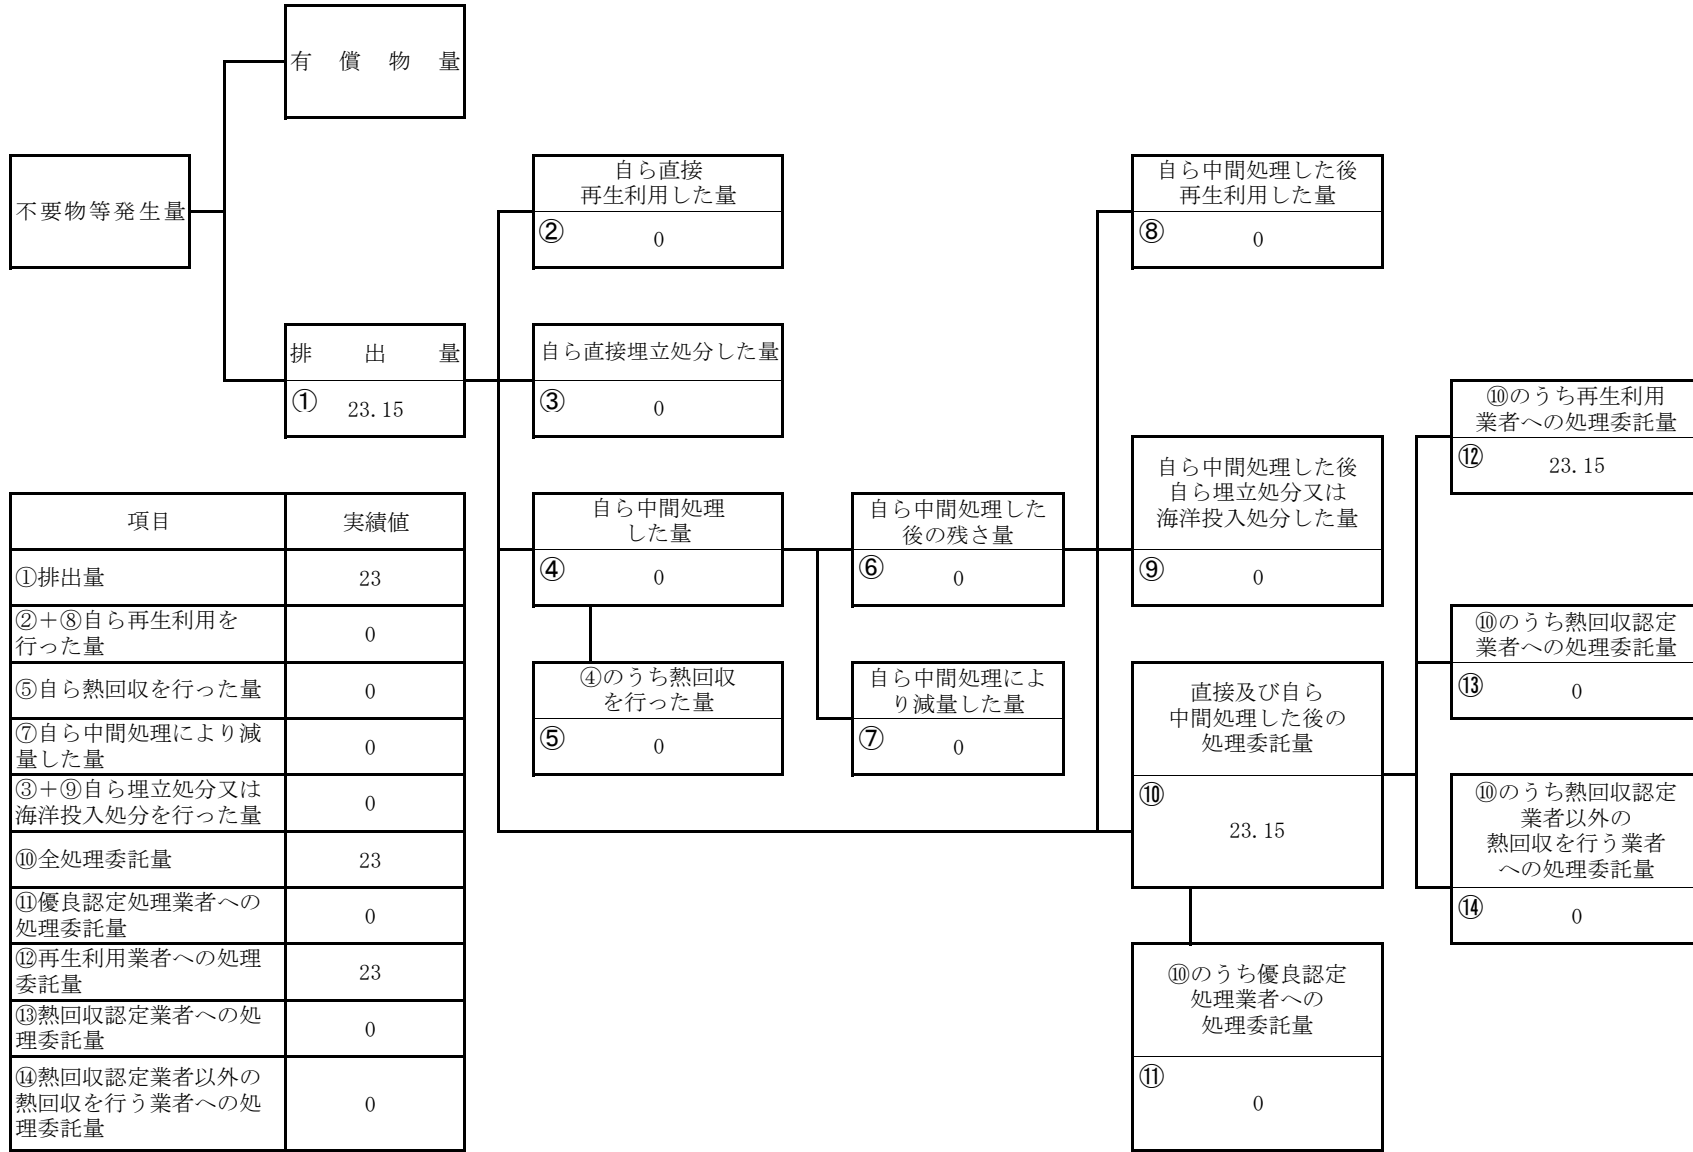 有償物量
不要物等発生量
排出量
① 23.15
自ら直接
再生利用した量
② 0
自ら直接埋立処分した量
③ 0
自ら中間処理
した量
④ 0
④のうち熱回収
を行った量
⑤ 0
自ら中間処理した
後の残さ量
⑥ 0
自ら中間処理によ
り減量した量
⑦ 0
自ら中間処理した後
再生利用した量
⑧ 0
自ら中間処理した後
自ら埋立処分又は
海洋投入処分した量
⑨ 0
直接及び自ら
中間処理した後の
処理委託量
⑩
23.15
⑩のうち優良認定
処理業者への
処理委託量
⑪
0
⑩のうち再生利用
業者への処理委託量
⑫ 23.15
⑩のうち熱回収認定
業者への処理委託量
⑬ 0
⑩のうち熱回収認定
業者以外の
熱回収を行う業者
への処理委託量
⑭ 0
項目 実績値
①排出量 23
②＋⑧自ら再生利用を
行った量 0
⑤自ら熱回収を行った量 0
⑦自ら中間処理により減
量した量 0
③＋⑨自ら埋立処分又は
海洋投入処分を行った量 0
⑩全処理委託量 23
⑪優良認定処理業者への
処理委託量 0
⑫再生利用業者への処理
委託量 23
⑬熱回収認定業者への処
理委託量 0
⑭熱回収認定業者以外の
熱回収を行う業者への処 0
理委託量